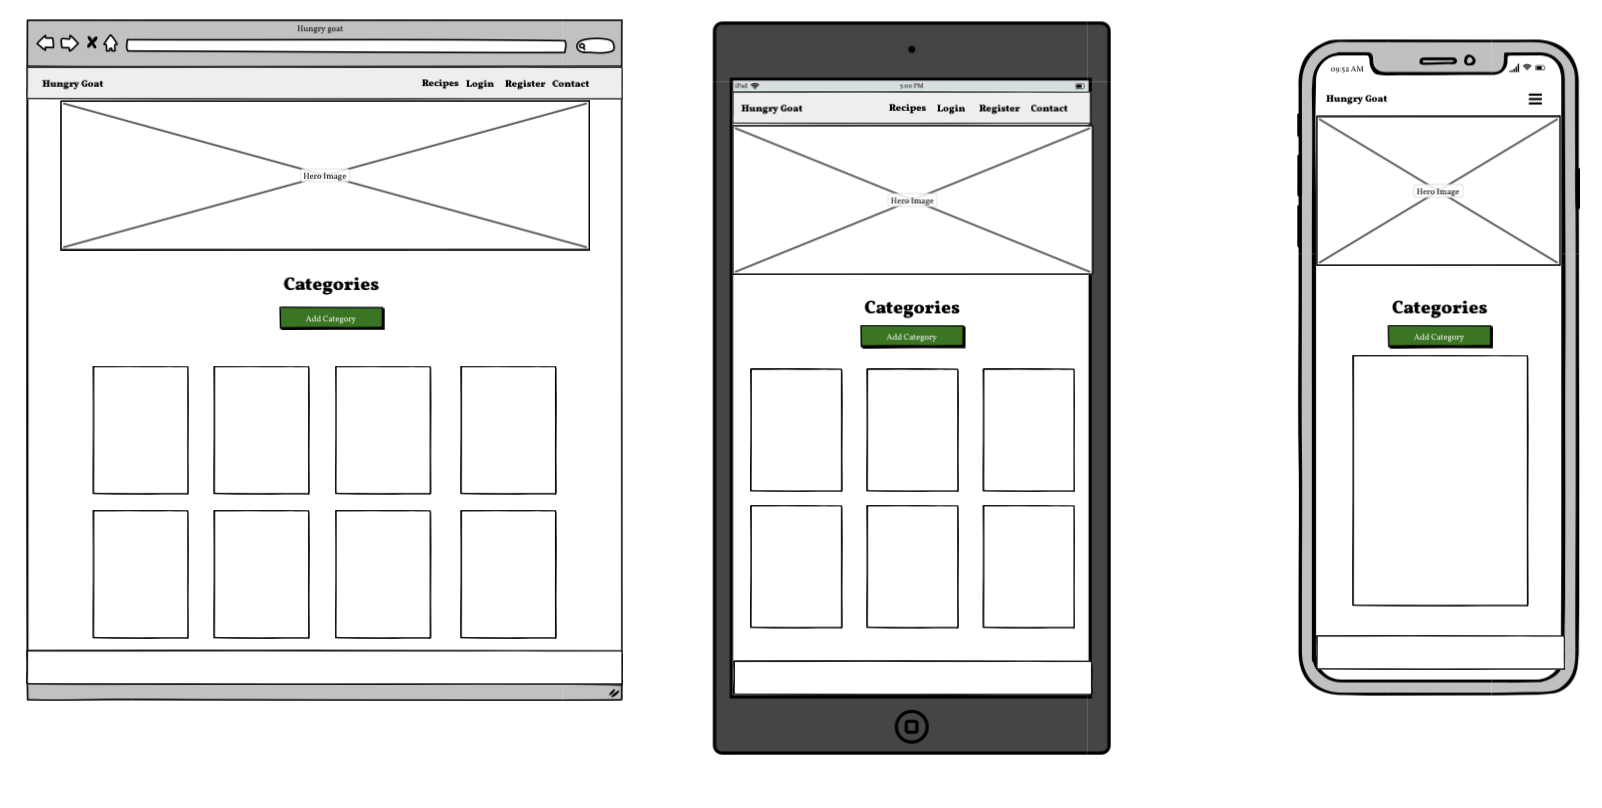 Hungry goat
Hungry Goat Recipes Login Register Contact
Hero Image
Categories
Add Category
iPad 5:00 PM
Hungry Goat Recipes Login Register Contact
Hero Image
Categories
Add Category
09:52 AM
Hungry Goat
Hero Image
Categories
Add Category